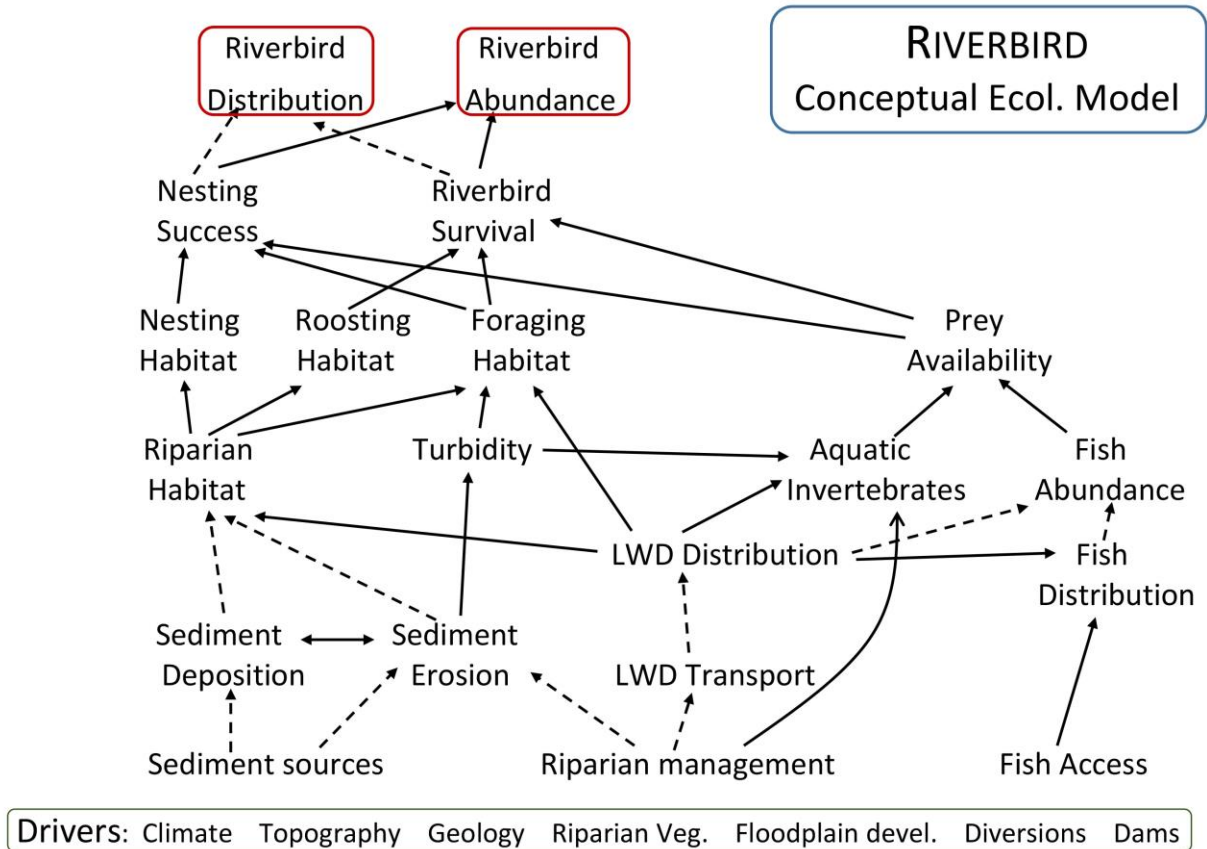 Riverbird
Distribution
Riverbird
Abundance
RIVERBIRD
Conceptual Ecol. Model
Nesting
Success
Riverbird
Survival
Nesting
Habitat
Roosting
Habitat
Foraging
Habitat
Prey
Availability
Riparian
Habitat
Turbidity
Aquatic
Invertebrates
Fish
Abundance
LWD Distribution
Fish
Distribution
Sediment
Deposition
Sediment
Erosion
LWD Transport
Sediment sources
Riparian management
Fish Access
Drivers: Climate Topography Geology Riparian Veg. Floodplain devel. Diversions Dams